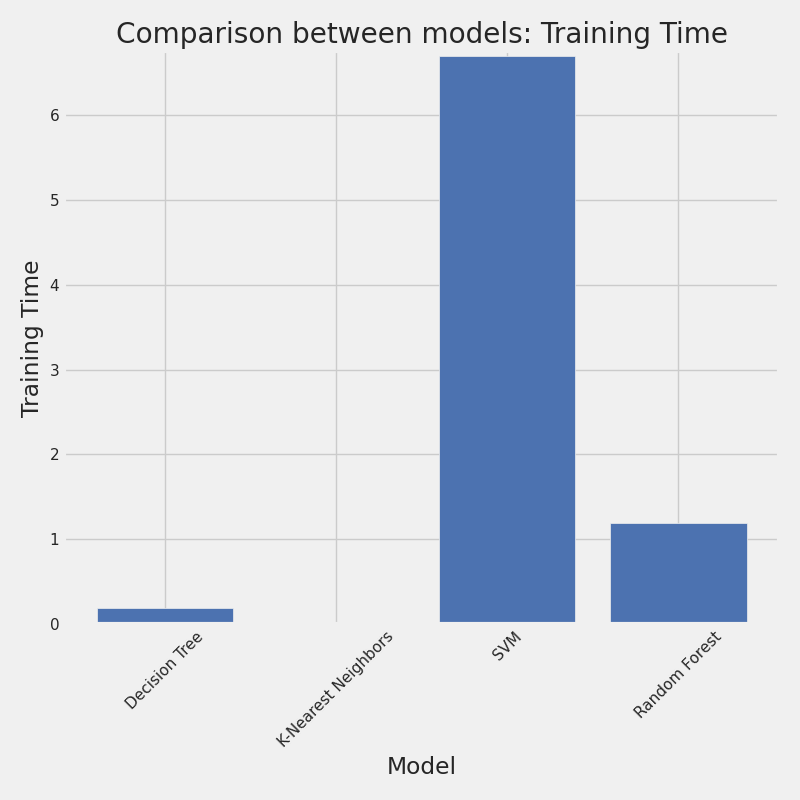 Comparison between models: Training Time
Training Time
6
5
4
3
2
1
0
Decision Tree
K-Nearest Neighbors
SVM
Random Forest
Model